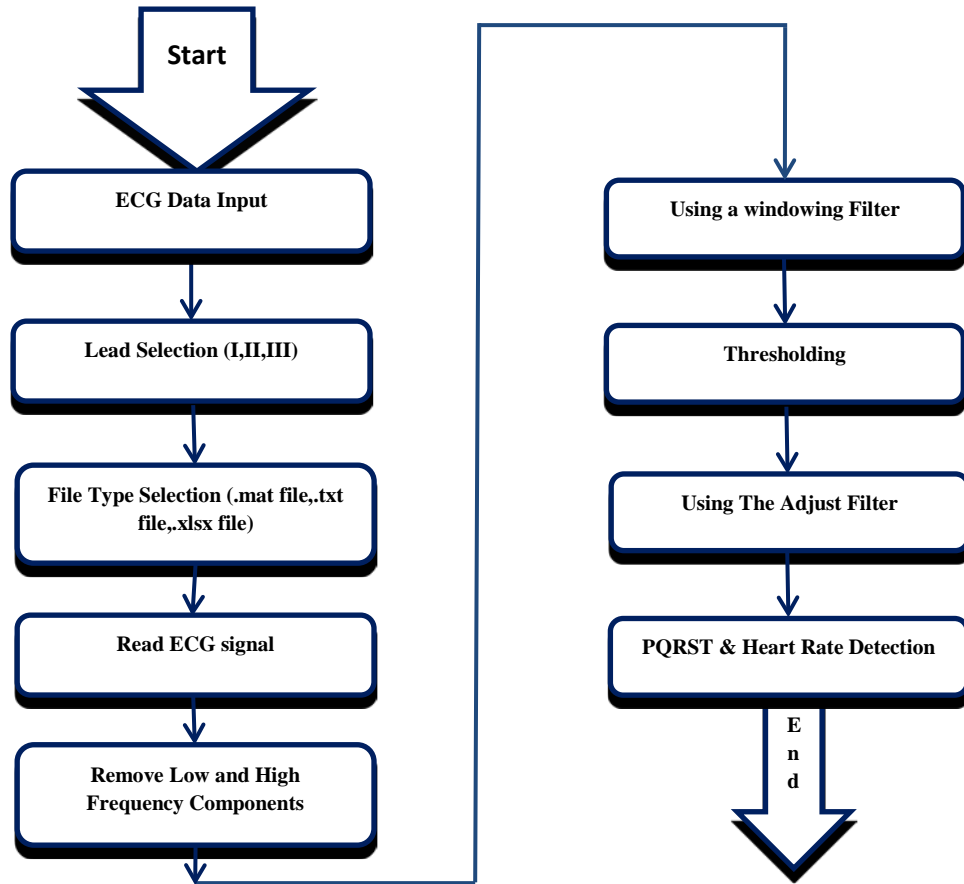 Start
ECG Data Input
Lead Selection (I,II,III)
File Type Selection (.mat file,.txt
file,.xlsx file)
Read ECG signal
Remove Low and High
Frequency Components
Using a windowing Filter
Thresholding
Using The Adjust Filter
PQRST & Heart Rate Detection
E
n
d